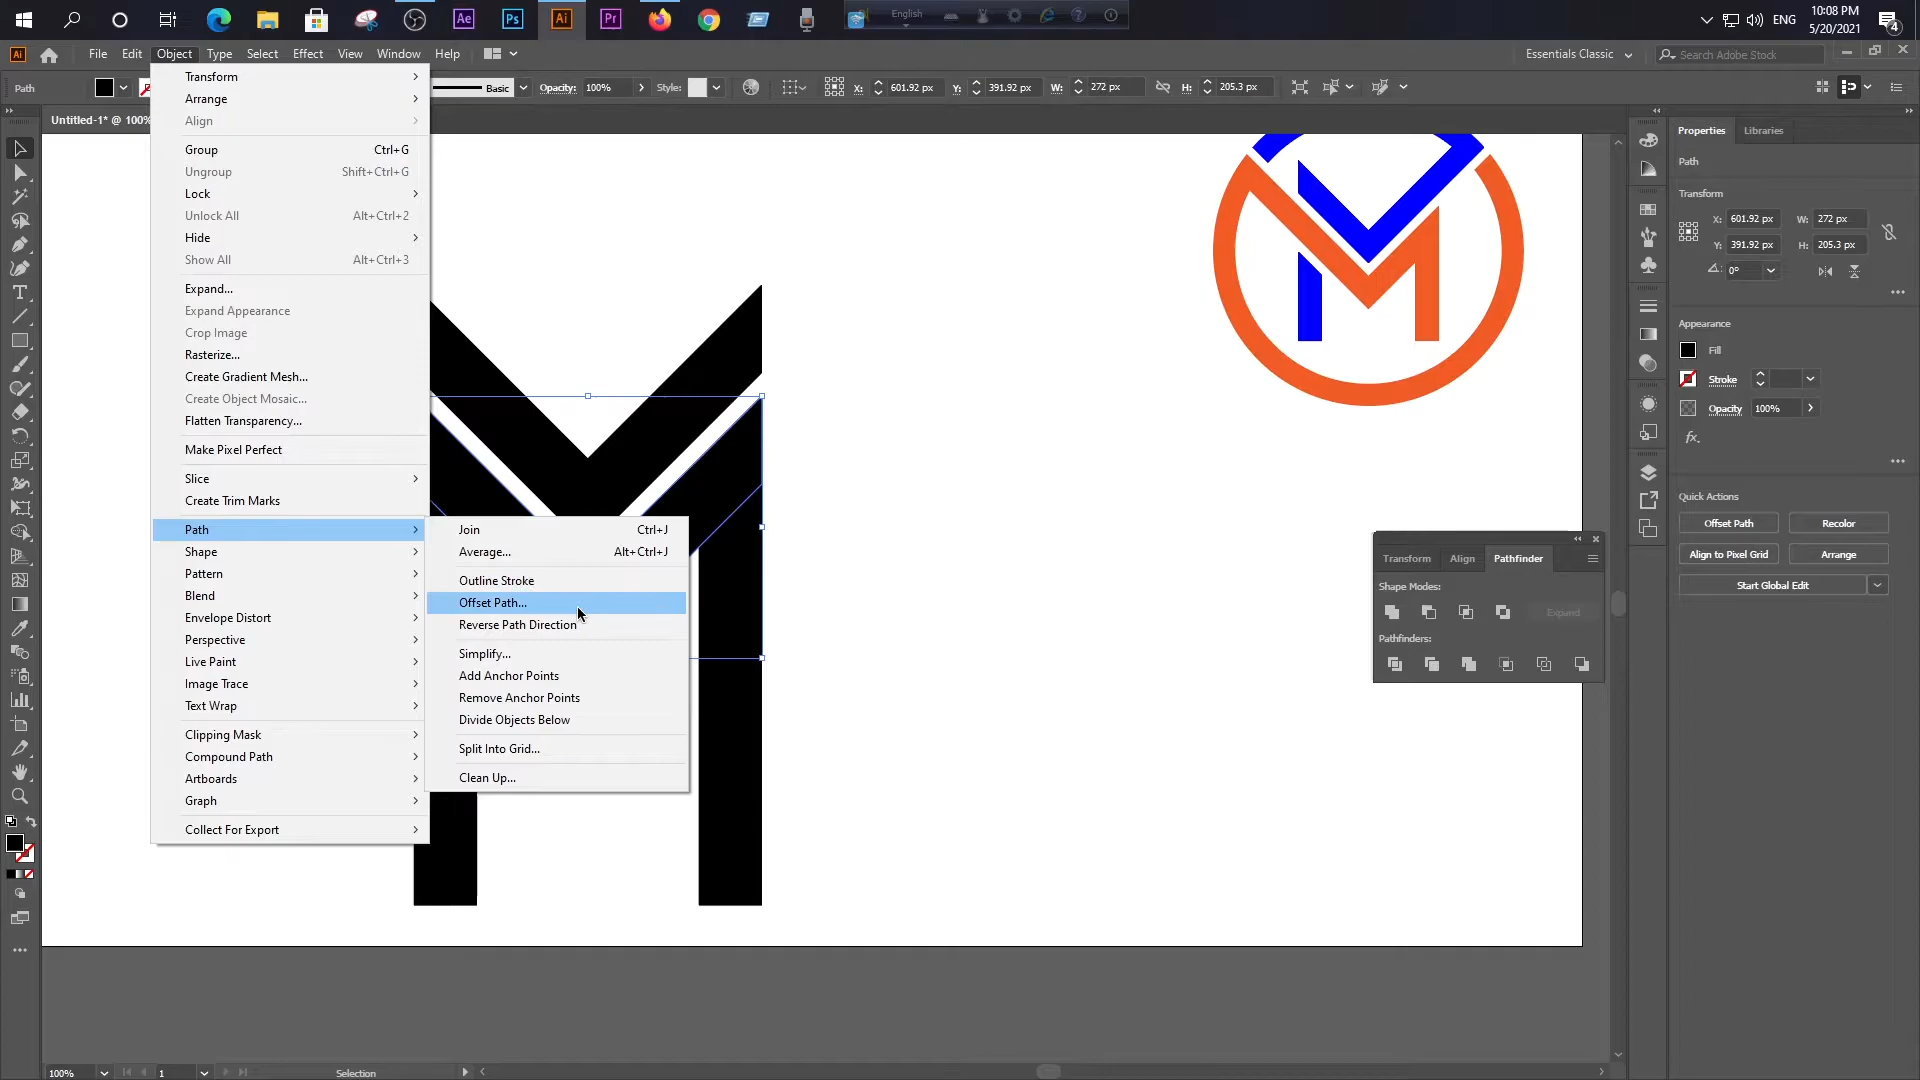 English
ENG
10:08 PM
5/20/2021
4
Ae
Ps
Ai
Pr
Ai
File Edit Object Type Select Effect View Window Help
Essentials Classic
Search Adobe Stock
Path
Basic
Opacity: 100%
Style:
X: 601.92 px
Y: 391.92 px
W: 272 px
H: 205.3 px
Untitled-1* @ 100%
Transform
Arrange
Align
Group Ctrl+G
Ungroup Shift+Ctrl+G
Lock
Unlock All Alt+Ctrl+2
Hide
Show All Alt+Ctrl+3
Expand...
Expand Appearance
Crop Image
Rasterize...
Create Gradient Mesh...
Create Object Mosaic...
Flatten Transparency...
Make Pixel Perfect
Slice
Create Trim Marks
Path
Shape
Pattern
Blend
Envelope Distort
Perspective
Live Paint
Image Trace
Text Wrap
Clipping Mask
Compound Path
Artboards
Graph
Collect For Export
Join Ctrl+J
Average... Alt+Ctrl+J
Outline Stroke
Offset Path...
Reverse Path Direction
Simplify...
Add Anchor Points
Remove Anchor Points
Divide Objects Below
Split Into Grid...
Clean Up...
Transform Align Pathfinder
Shape Modes:
Expand
Pathfinders:
Properties Libraries
Path
Transform
X: 601.92 px W: 272 px
Y: 391.92 px H: 205.3 px
0°
Appearance
Fill
Stroke
Opacity 100%
fx.
Quick Actions
Offset Path Recolor
Align to Pixel Grid Arrange
Start Global Edit
100% 1 Selection